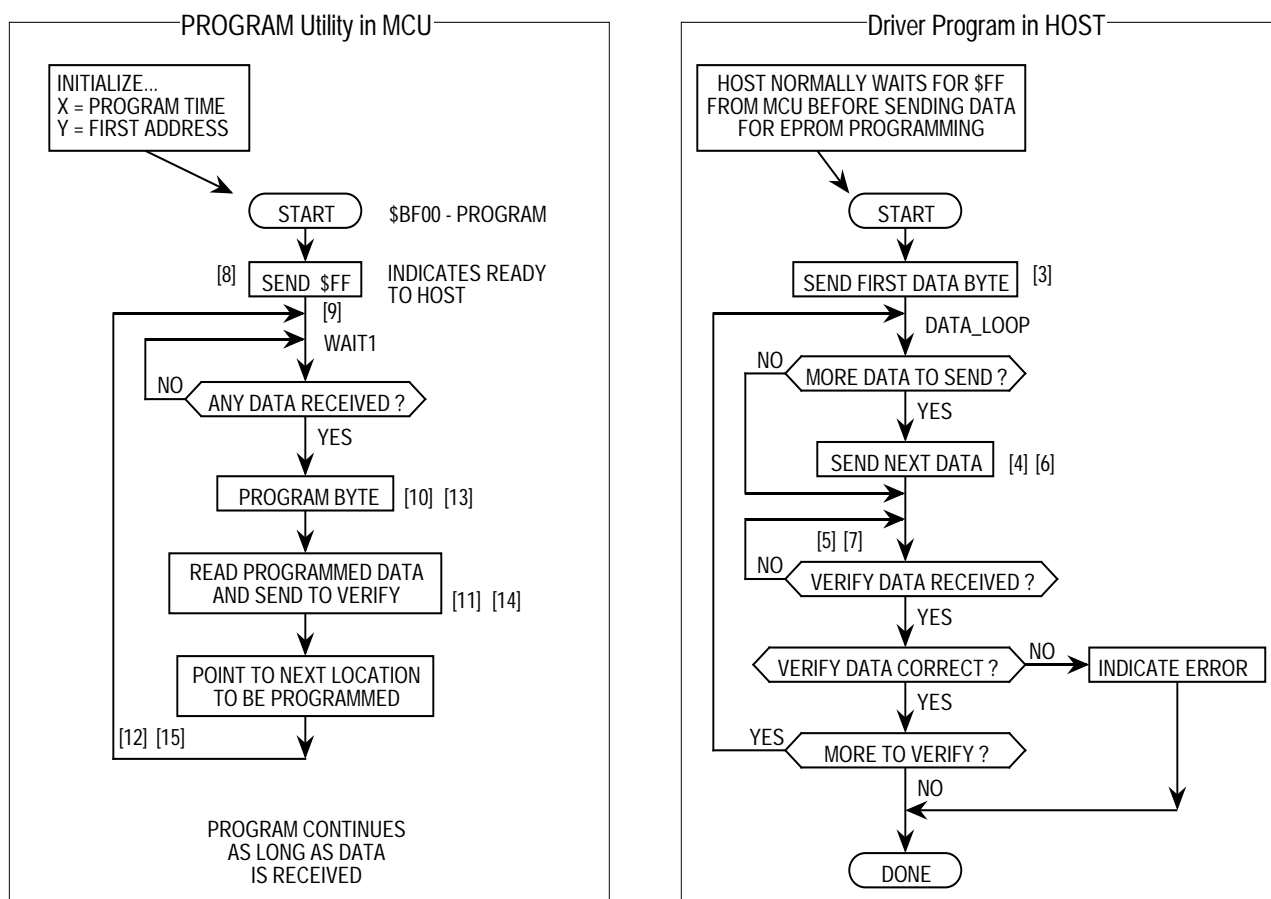 PROGRAM Utility in MCU
INITIALIZE...
X = PROGRAM TIME
Y = FIRST ADDRESS
START
$BF00 - PROGRAM
[8]
SEND $FF
INDICATES READY
TO HOST
[9]
WAIT1
NO
ANY DATA RECEIVED ?
YES
PROGRAM BYTE
[10] [13]
READ PROGRAMMED DATA
AND SEND TO VERIFY
[11] [14]
POINT TO NEXT LOCATION
TO BE PROGRAMMED
[12] [15]
PROGRAM CONTINUES
AS LONG AS DATA
IS RECEIVED
Driver Program in HOST
HOST NORMALLY WAITS FOR $FF
FROM MCU BEFORE SENDING DATA
FOR EPROM PROGRAMMING
START
SEND FIRST DATA BYTE
[3]
DATA_LOOP
NO
MORE DATA TO SEND ?
YES
SEND NEXT DATA
[4] [6]
[5] [7]
NO
VERIFY DATA RECEIVED ?
YES
VERIFY DATA CORRECT ?
NO
INDICATE ERROR
YES
YES
MORE TO VERIFY ?
NO
DONE